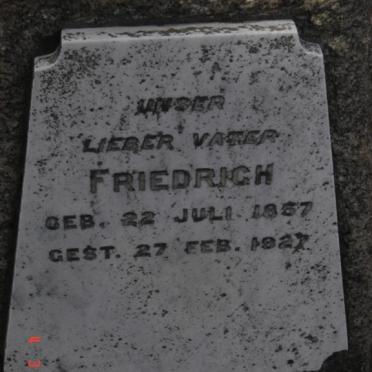 UNSER
LIEBER VATER
FRIEDRICH
GEB. 22 JULI 1857
GEST. 27 FEB. 1927